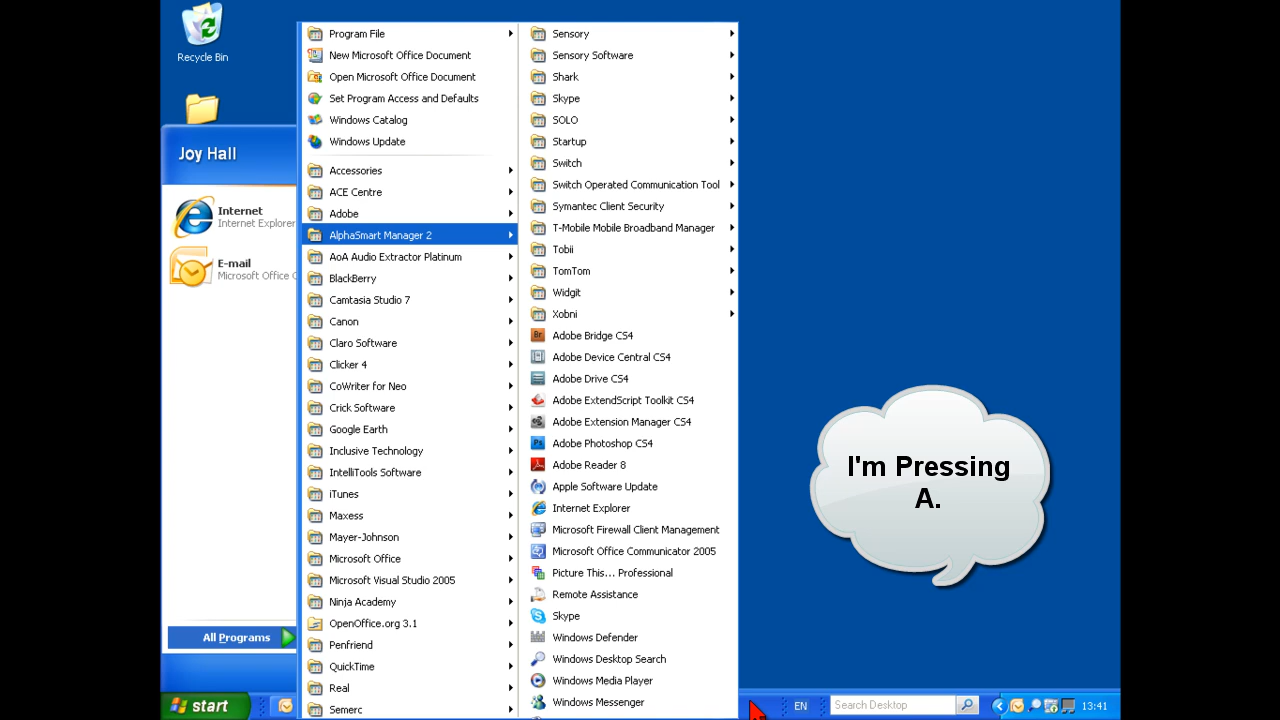 Recycle Bin
Joy Hall
Internet
Internet Explorer
E-mail
Microsoft Office
All Programs
start
Program File
New Microsoft Office Document
Open Microsoft Office Document
Set Program Access and Defaults
Windows Catalog
Windows Update
Accessories
ACE Centre
Adobe
AlphaSmart Manager 2
AoA Audio Extractor Platinum
BlackBerry
Camtasia Studio 7
Canon
Claro Software
Clicker 4
CoWriter for Neo
Crick Software
Google Earth
Inclusive Technology
IntelliTools Software
iTunes
Maxess
Mayer-Johnson
Microsoft Office
Microsoft Visual Studio 2005
Ninja Academy
OpenOffice.org 3.1
Penfriend
QuickTime
Real
Semerc
Sensory
Sensory Software
Shark
Skype
SOLO
Startup
Switch
Switch Operated Communication Tool
Symantec Client Security
T-Mobile Mobile Broadband Manager
Tobii
TomTom
Widgit
Xobni
Adobe Bridge CS4
Adobe Device Central CS4
Adobe Drive CS4
Adobe ExtendScript Toolkit CS4
Adobe Extension Manager CS4
Adobe Photoshop CS4
Adobe Reader 8
Apple Software Update
Internet Explorer
Microsoft Firewall Client Management
Microsoft Office Communicator 2005
Picture This... Professional
Remote Assistance
Skype
Windows Defender
Windows Desktop Search
Windows Media Player
Windows Messenger
I'm Pressing
A.
EN
Search Desktop
13:41